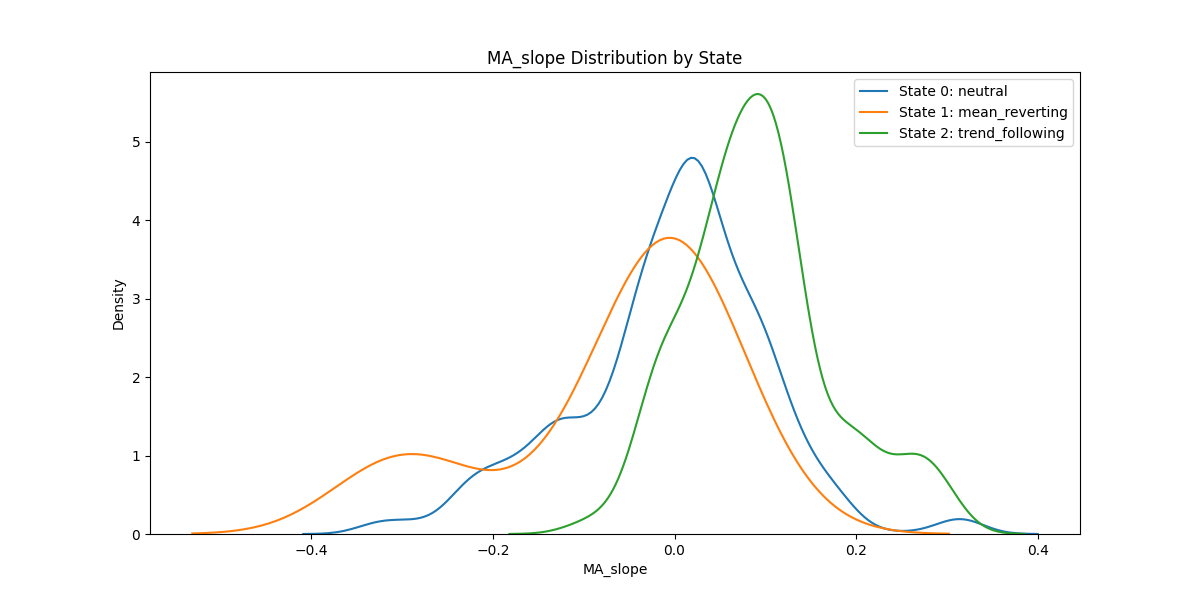 MA_slope Distribution by State
State 0: neutral
State 1: mean_reverting
State 2: trend_following
Density
5
4
3
2
1
0
−0.4
−0.2
0.0
0.2
0.4
MA_slope